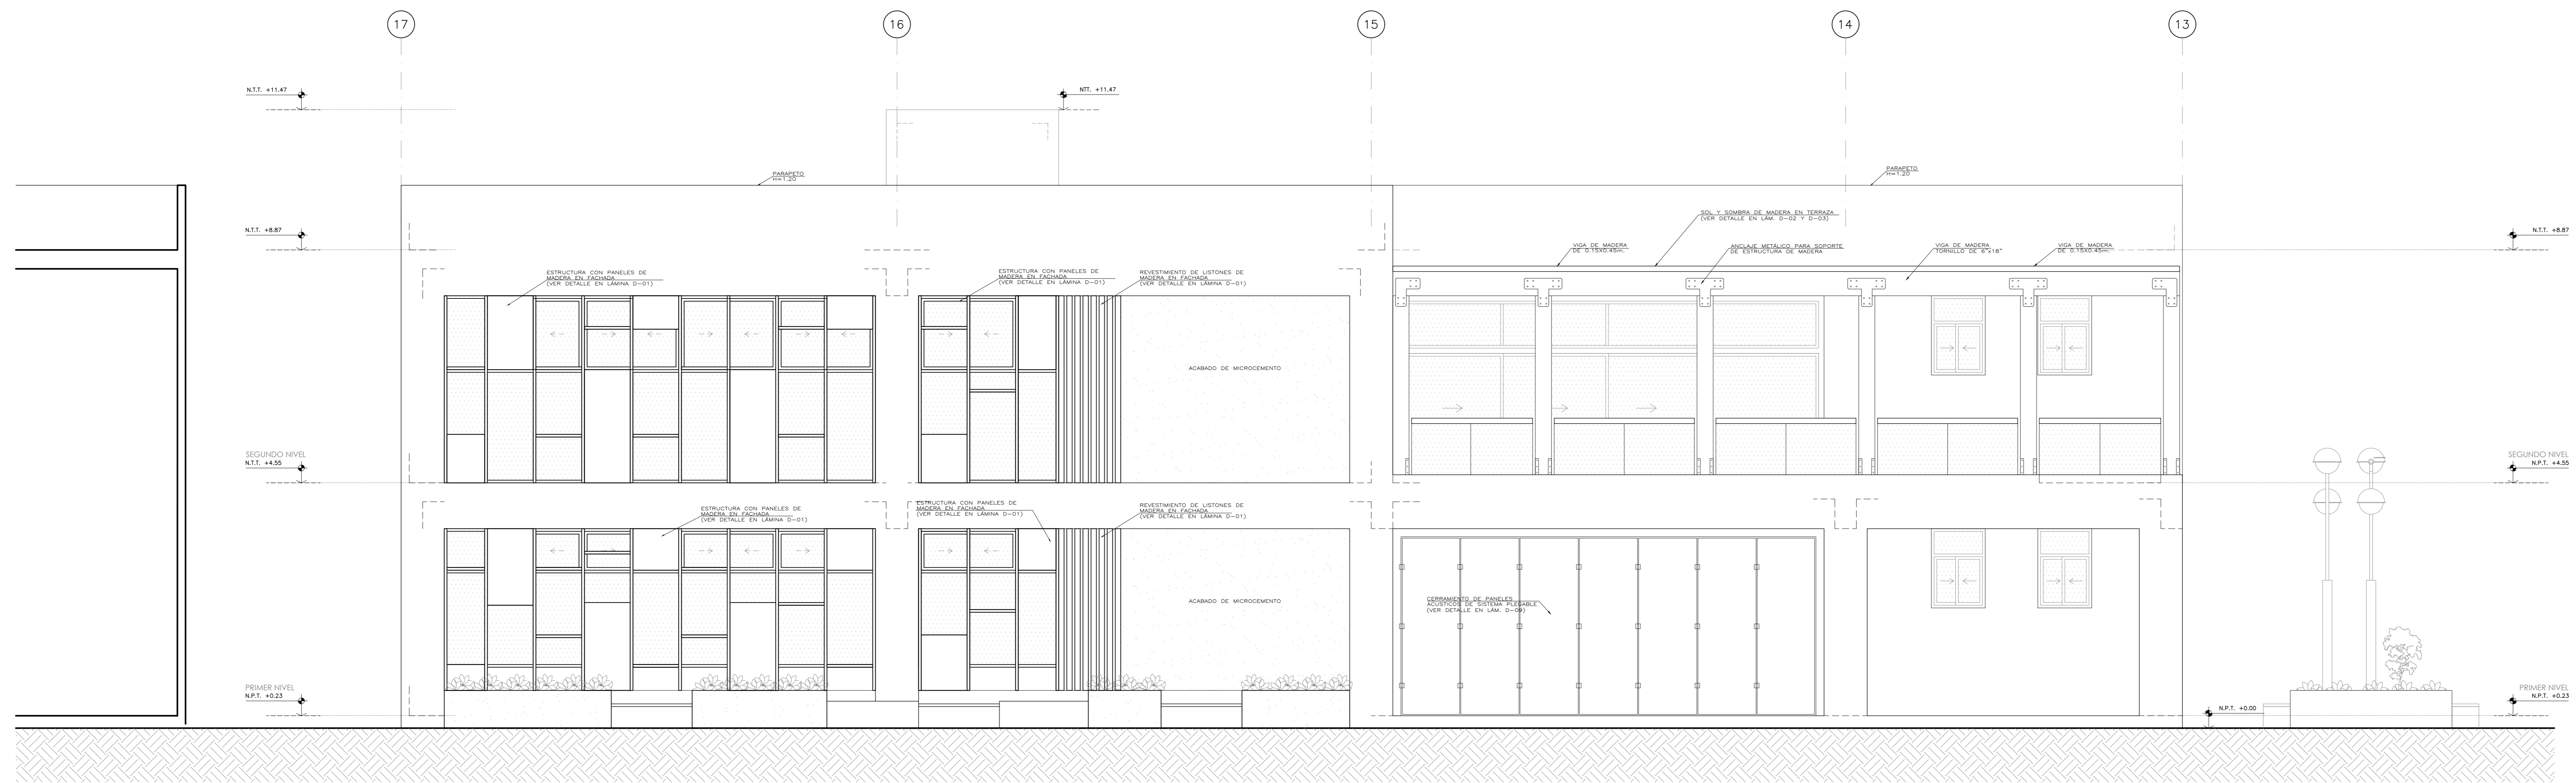 17
16
15
14
13
N.T.T. +11.47
NTT. +11.47
PARAPETO
H=1.20
PARAPETO
H=1.20
N.T.T. +8.87
SOL Y SOMBRA DE MADERA EN TERRAZA
(VER DETALLE EN LÁM. D-02 Y D-03)
N.T.T. +8.87
VIGA DE MADERA
DE 0.15X0.45m.
ANCLAJE METÁLICO PARA SOPORTE
DE ESTRUCTURA DE MADERA
VIGA DE MADERA
TORNILLO DE 6"x18"
VIGA DE MADERA
DE 0.15X0.45m.
ESTRUCTURA CON PANELES DE
MADERA EN FACHADA
(VER DETALLE EN LÁMINA D-01)
ESTRUCTURA CON PANELES DE
MADERA EN FACHADA
(VER DETALLE EN LÁMINA D-01)
REVESTIMIENTO DE LISTONES DE
MADERA EN FACHADA
(VER DETALLE EN LÁMINA D-01)
ACABADO DE MICROCEMENTO
SEGUNDO NIVEL
N.T.T. +4.55
SEGUNDO NIVEL
N.P.T. +4.55
ESTRUCTURA CON PANELES DE
MADERA EN FACHADA
(VER DETALLE EN LÁMINA D-01)
ESTRUCTURA CON PANELES DE
MADERA EN FACHADA
(VER DETALLE EN LÁMINA D-01)
REVESTIMIENTO DE LISTONES DE
MADERA EN FACHADA
(VER DETALLE EN LÁMINA D-01)
ACABADO DE MICROCEMENTO
CERRAMIENTO DE PANELES
ACÚSTICOS DE SISTEMA PLEGABLE
(VER DETALLE EN LÁM. D-09)
PRIMER NIVEL
N.P.T. +0.23
N.P.T. +0.00
PRIMER NIVEL
N.P.T. +0.23